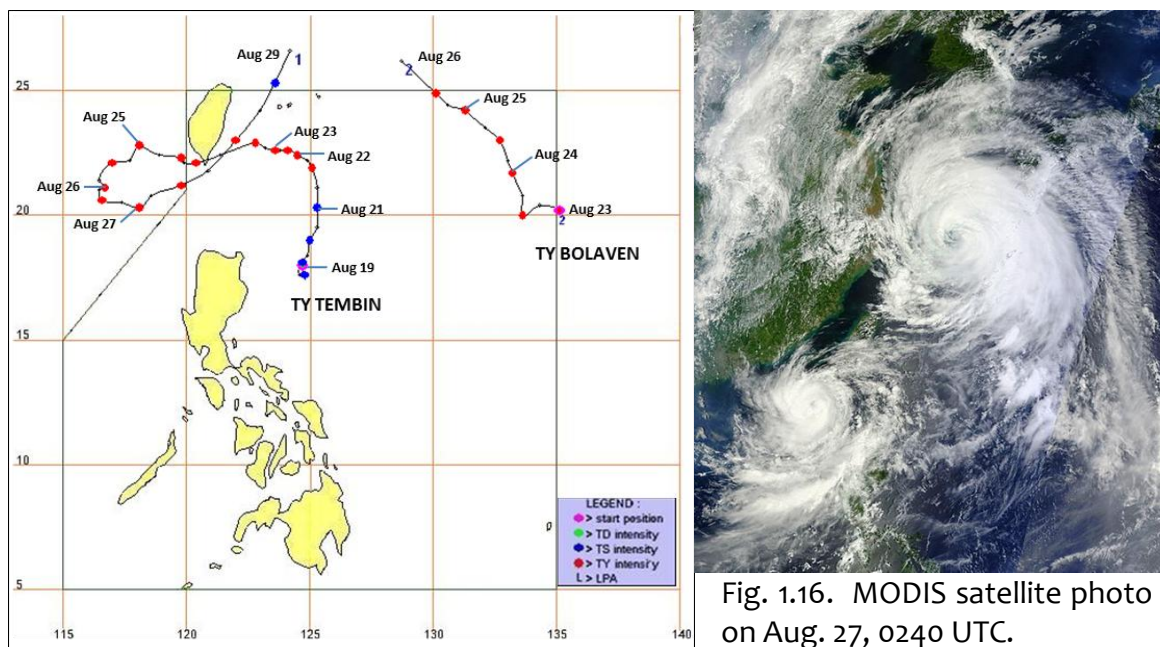 Aug 29
1
Aug 26
2
25
Aug 25
Aug 25
Aug 23
Aug 22
Aug 24
Aug 26
Aug 21
Aug 23
20
Aug 27
2
TY BOLAVEN
Aug 19
TY TEMBIN
15
10
LEGEND :
> start position
> TD intensity
> TS intensity
> TY intensity
L > LPA
5
115 120 125 130 135 140
Fig. 1.16. MODIS satellite photo
on Aug. 27, 0240 UTC.